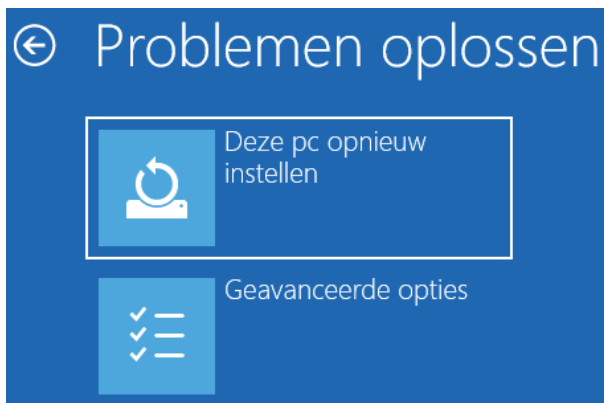 Problemen oplossen
Deze pc opnieuw
instellen
Geavanceerde opties